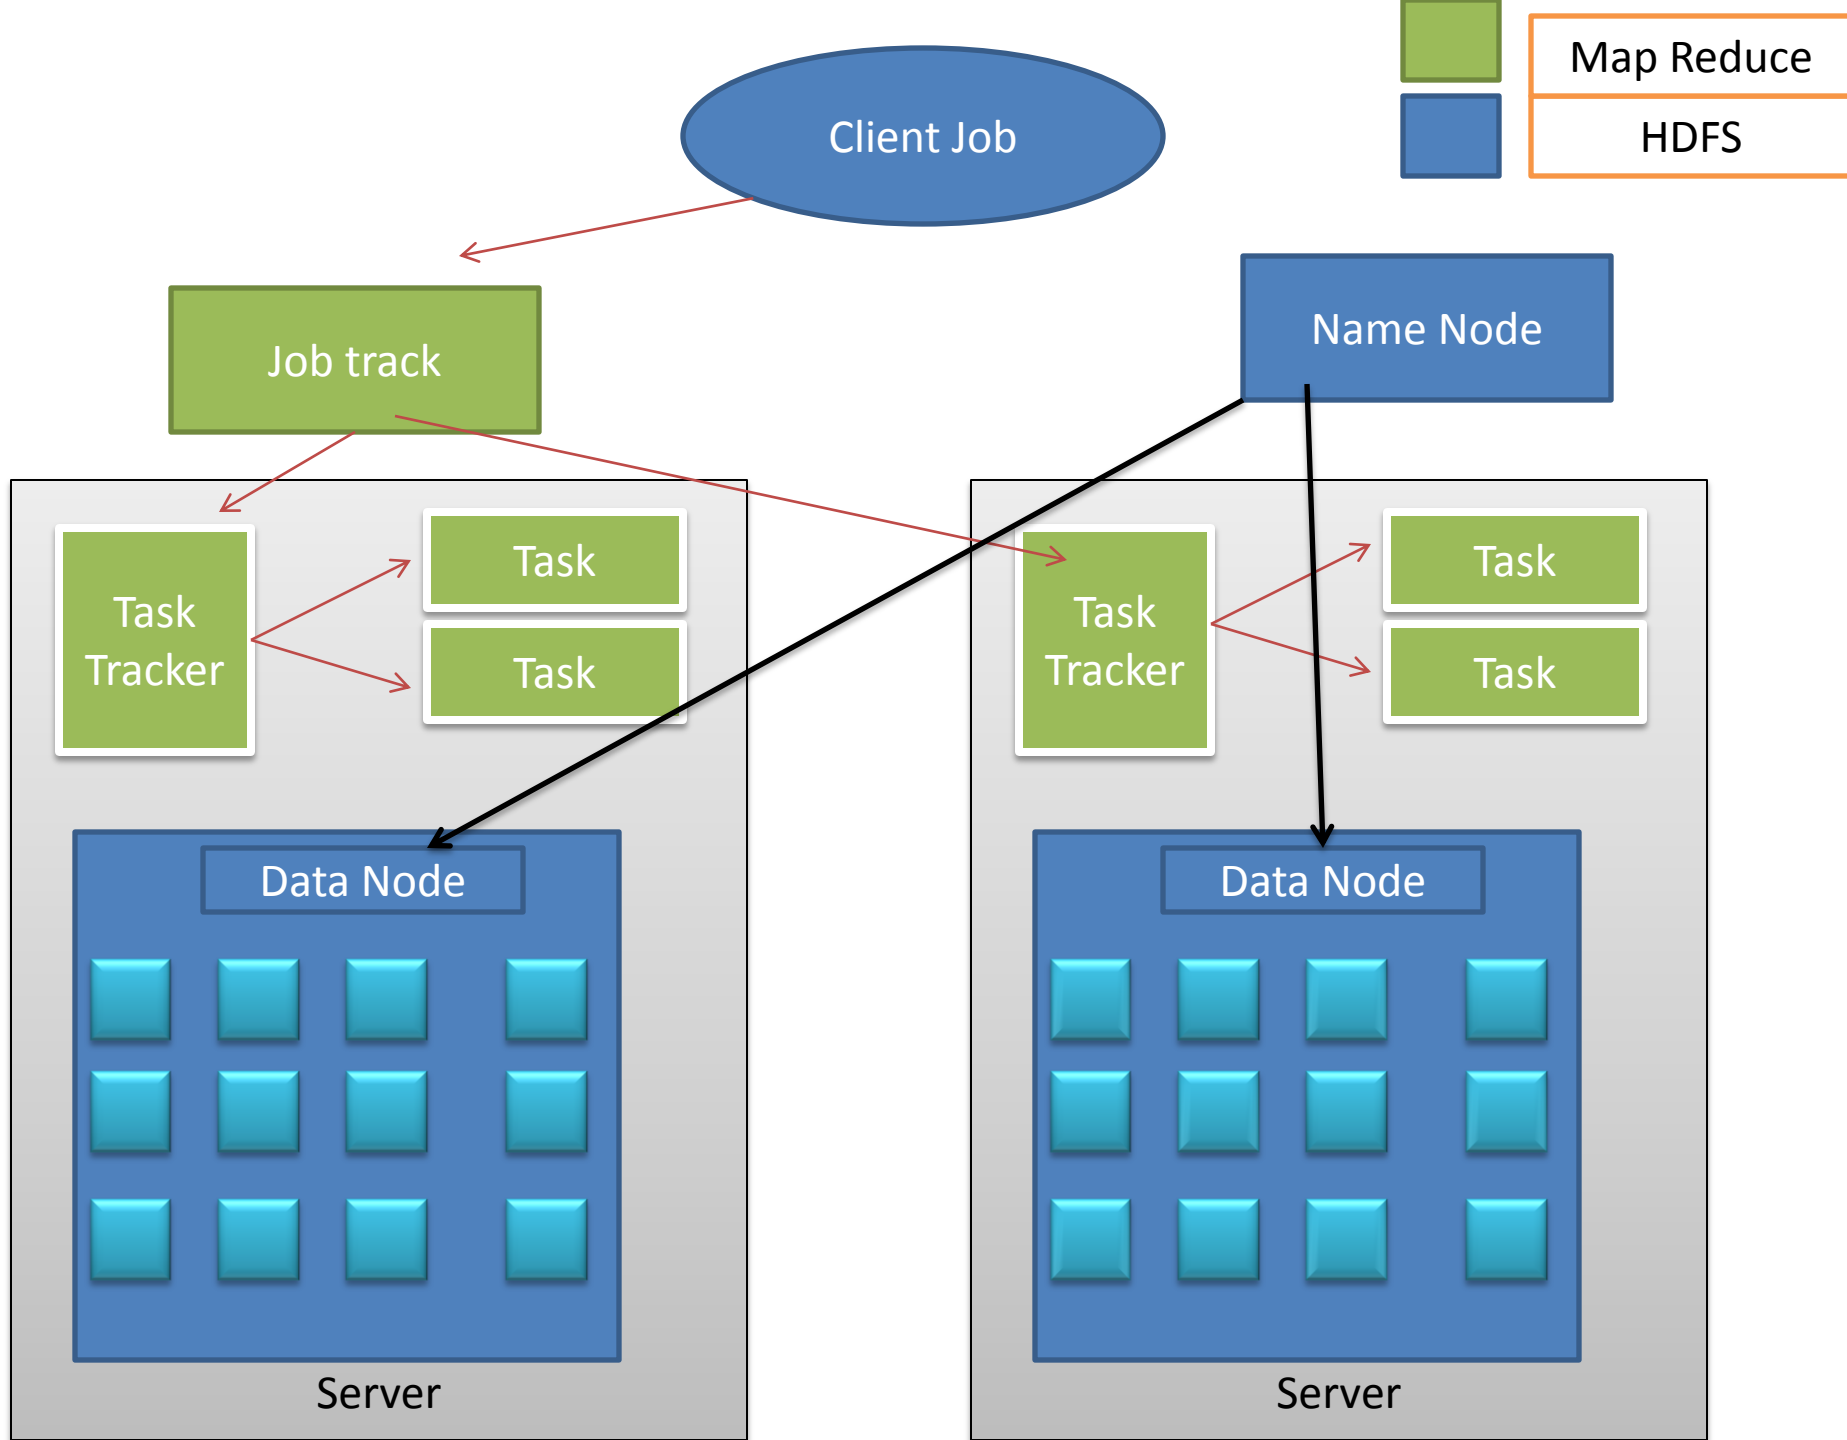 Map Reduce
HDFS
Client Job
Name Node
Job track
Task
Tracker
Task
Task
Task
Tracker
Task
Task
Data Node
Data Node
Server
Server